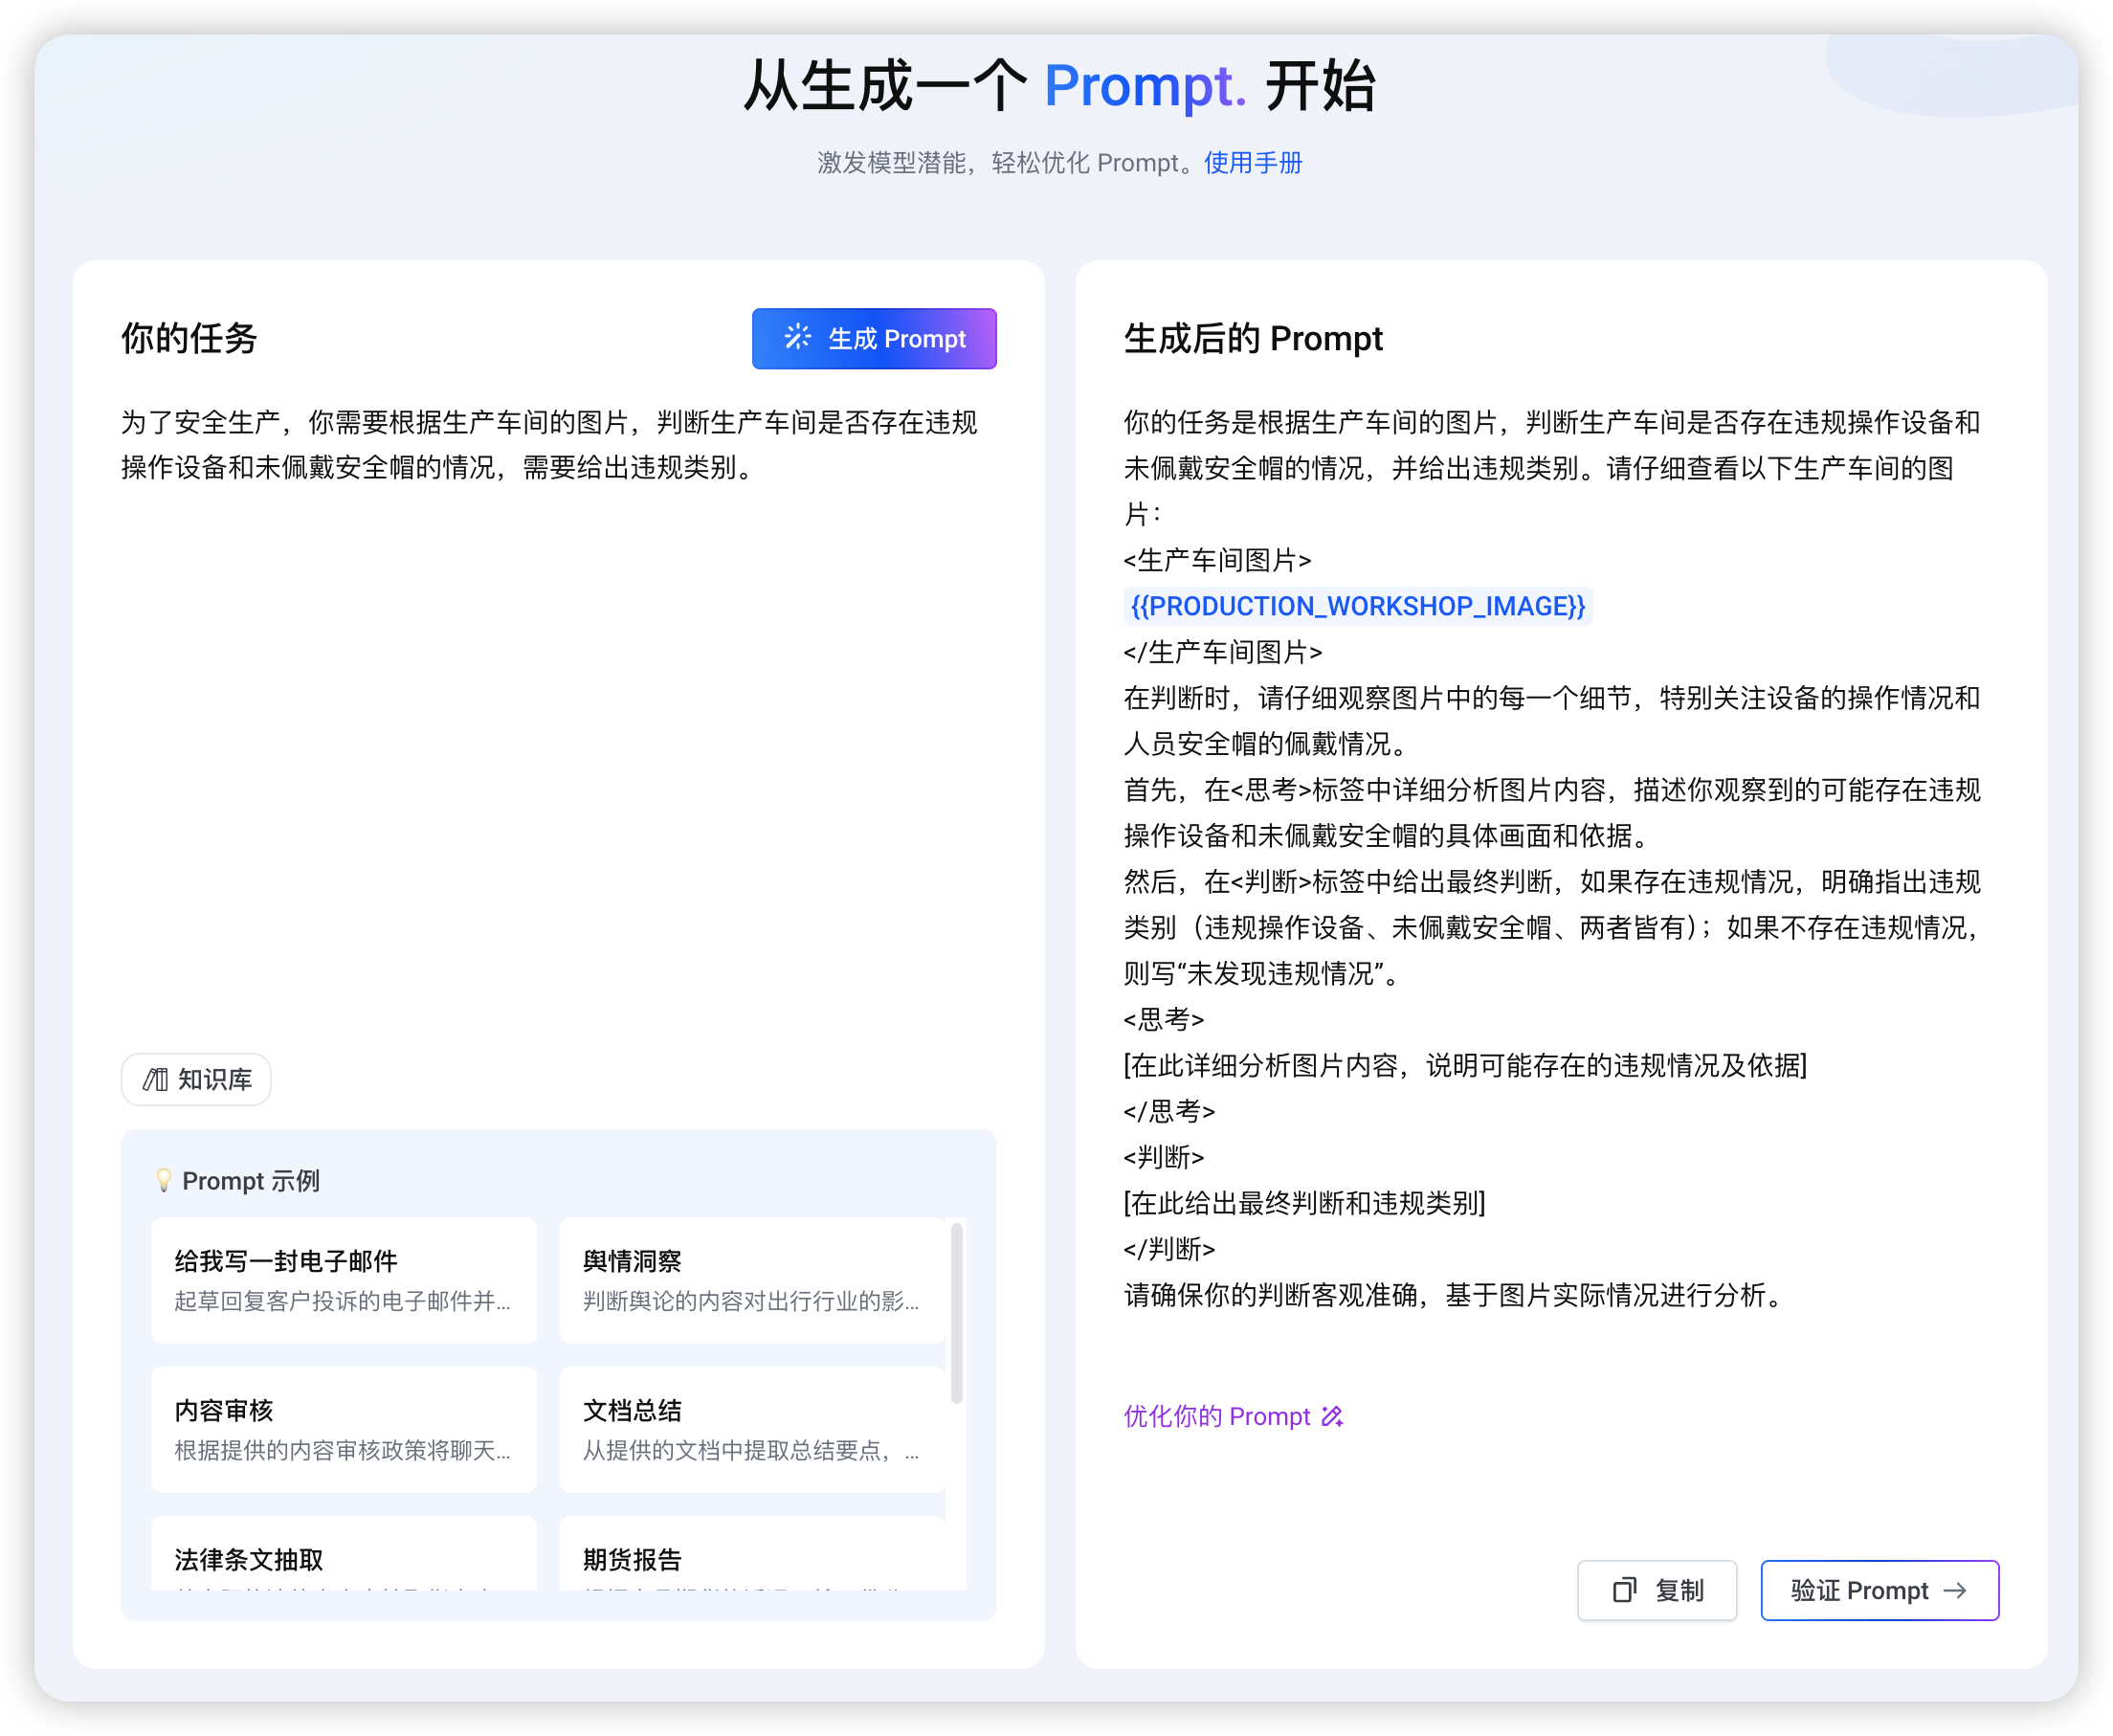 从生成一个 Prompt. 开始
激发模型潜能，轻松优化 Prompt。使用手册
你的任务
生成 Prompt
为了安全生产，你需要根据生产车间的图片，判断生产车间是否存在违规
操作设备和未佩戴安全帽的情况，需要给出违规类别。
知识库
Prompt 示例
给我写一封电子邮件
起草回复客户投诉的电子邮件并...
舆情洞察
判断舆论的内容对出行行业的影...
内容审核
根据提供的内容审核政策将聊天...
文档总结
从提供的文档中提取总结要点，...
法律条文抽取
期货报告
生成后的 Prompt
你的任务是根据生产车间的图片，判断生产车间是否存在违规操作设备和
未佩戴安全帽的情况，并给出违规类别。请仔细查看以下生产车间的图
片：
<生产车间图片>
{{PRODUCTION_WORKSHOP_IMAGE}}
</生产车间图片>
在判断时，请仔细观察图片中的每一个细节，特别关注设备的操作情况和
人员安全帽的佩戴情况。
首先，在<思考>标签中详细分析图片内容，描述你观察到的可能存在违规
操作设备和未佩戴安全帽的具体画面和依据。
然后，在<判断>标签中给出最终判断，如果存在违规情况，明确指出违规
类别（违规操作设备、未佩戴安全帽、两者皆有）；如果不存在违规情况，
则写“未发现违规情况”。
<思考>
[在此详细分析图片内容，说明可能存在的违规情况及依据]
</思考>
<判断>
[在此给出最终判断和违规类别]
</判断>
请确保你的判断客观准确，基于图片实际情况进行分析。
优化你的 Prompt
复制
验证 Prompt